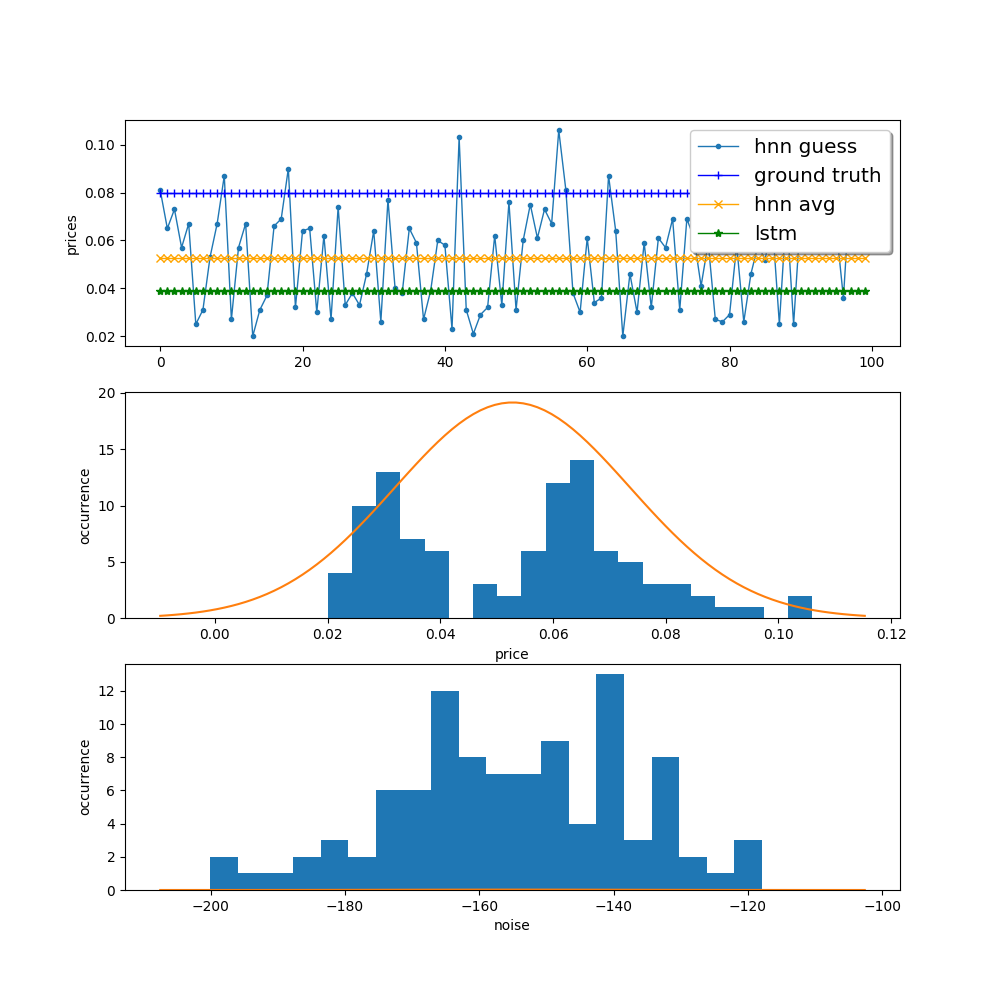 0.10
0.08
0.06
0.04
0.02
prices
hnn guess
ground truth
hnn avg
lstm
0 20 40 60 80 100
20
15
10
5
0
occurrence
0.00 0.02 0.04 0.06 0.08 0.10 0.12
price
12
10
8
6
4
2
0
occurrence
−200 −180 −160 −140 −120 −100
noise